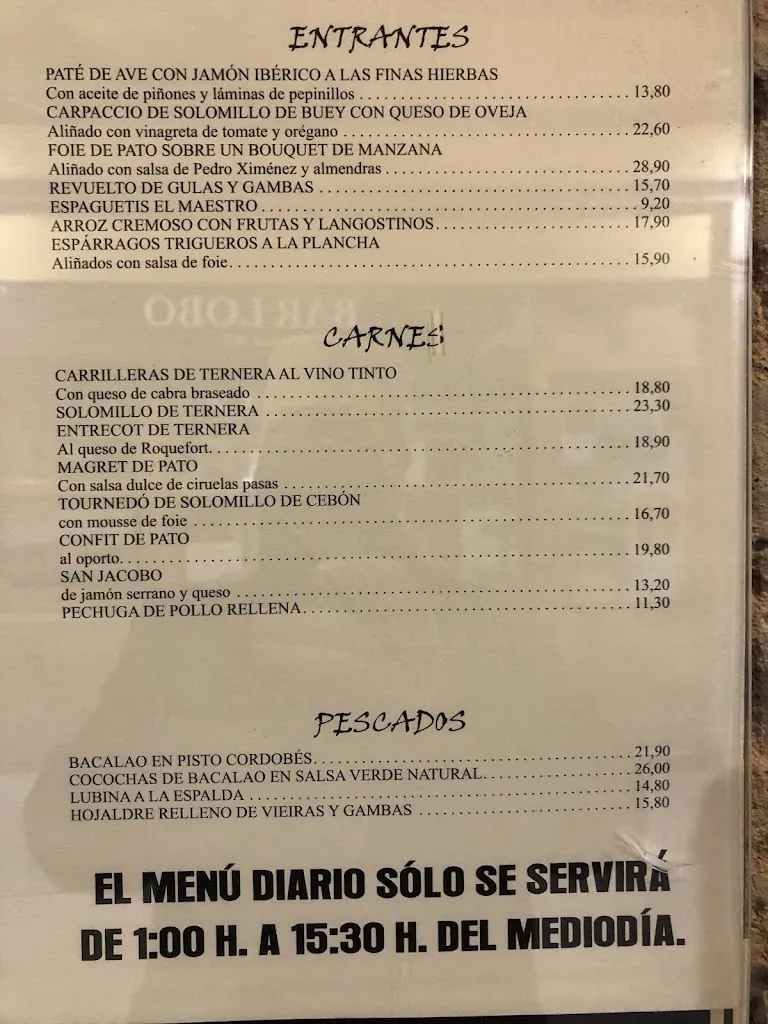 ENTRANTES
PATÉ DE AVE CON JAMÓN IBÉRICO A LAS FINAS HIERBAS
Con aceite de piñones y láminas de pepinillos 13,80
CARPACCIO DE SOLOMILLO DE BUEY CON QUESO DE OVEJA
Aliñado con vinagreta de tomate y orégano 22,60
FOIE DE PATO SOBRE UN BOUQUET DE MANZANA
Aliñado con salsa de Pedro Ximénez y almendras 28,90
REVUELTO DE GULAS Y GAMBAS 15,70
ESPAGUETIS EL MAESTRO 9,20
ARROZ CREMOSO CON FRUTAS Y LANGOSTINOS 17,90
ESPÁRRAGOS TRIGUEROS A LA PLANCHA
Aliñados con salsa de foie 15,90
BAR LOBO
CARNES
CARRILLERAS DE TERNERA AL VINO TINTO
Con queso de cabra braseado 18,80
SOLOMILLO DE TERNERA 23,30
ENTRECOT DE TERNERA
Al queso de Roquefort. 18,90
MAGRET DE PATO
Con salsa dulce de ciruelas pasas 21,70
TOURNEDÓ DE SOLOMILLO DE CEBÓN
con mousse de foie 16,70
CONFIT DE PATO
al oporto 19,80
SAN JACOBO
de jamón serrano y queso 13,20
PECHUGA DE POLLO RELLENA 11,30
PESCADOS
BACALAO EN PISTO CORDOBÉS 21,90
COCOCHAS DE BACALAO EN SALSA VERDE NATURAL 26,00
LUBINA A LA ESPALDA 14,80
HOJALDRE RELLENO DE VIEIRAS Y GAMBAS 15,80
EL MENÚ DIARIO SÓLO SE SERVIRÁ
DE 1:00 H. A 15:30 H. DEL MEDIODÍA.